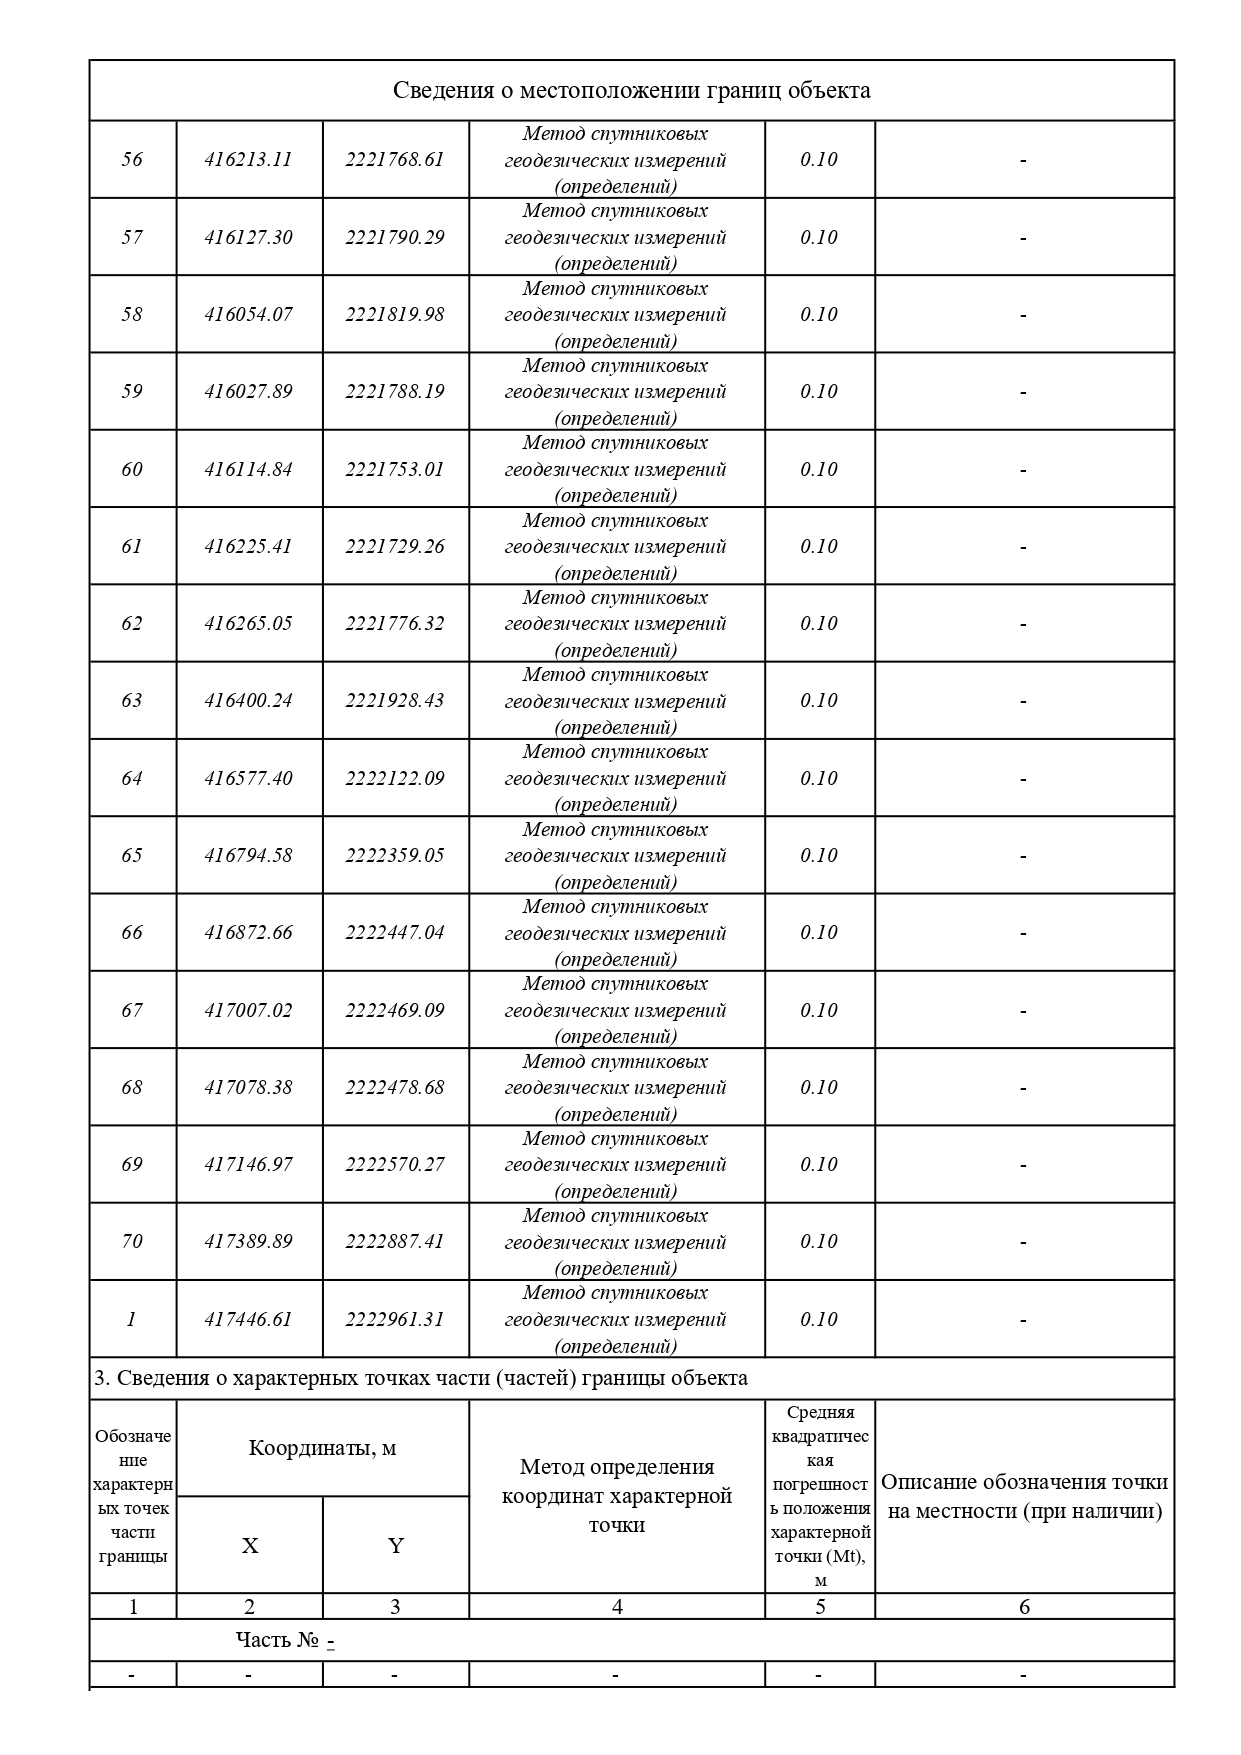 Сведения о местоположении границ объекта
56 416213.11 2221768.61 Метод спутниковых геодезических измерений (определений) 0.10 -
57 416127.30 2221790.29 Метод спутниковых геодезических измерений (определений) 0.10 -
58 416054.07 2221819.98 Метод спутниковых геодезических измерений (определений) 0.10 -
59 416027.89 2221788.19 Метод спутниковых геодезических измерений (определений) 0.10 -
60 416114.84 2221753.01 Метод спутниковых геодезических измерений (определений) 0.10 -
61 416225.41 2221729.26 Метод спутниковых геодезических измерений (определений) 0.10 -
62 416265.05 2221776.32 Метод спутниковых геодезических измерений (определений) 0.10 -
63 416400.24 2221928.43 Метод спутниковых геодезических измерений (определений) 0.10 -
64 416577.40 2222122.09 Метод спутниковых геодезических измерений (определений) 0.10 -
65 416794.58 2222359.05 Метод спутниковых геодезических измерений (определений) 0.10 -
66 416872.66 2222447.04 Метод спутниковых геодезических измерений (определений) 0.10 -
67 417007.02 2222469.09 Метод спутниковых геодезических измерений (определений) 0.10 -
68 417078.38 2222478.68 Метод спутниковых геодезических измерений (определений) 0.10 -
69 417146.97 2222570.27 Метод спутниковых геодезических измерений (определений) 0.10 -
70 417389.89 2222887.41 Метод спутниковых геодезических измерений (определений) 0.10 -
1 417446.61 2222961.31 Метод спутниковых геодезических измерений (определений) 0.10 -
3. Сведения о характерных точках части (частей) границы объекта
Обозначе
ние
характерн
ых точек
части
границы
Координаты, м
X Y
Метод определения
координат характерной
точки
Средняя
квадратичес
кая
погрешност
ь положения
характерной
точки (Mt),
м
Описание обозначения точки
на местности (при наличии)
1 2 3 4 5 6
Часть № -
- - - - - -